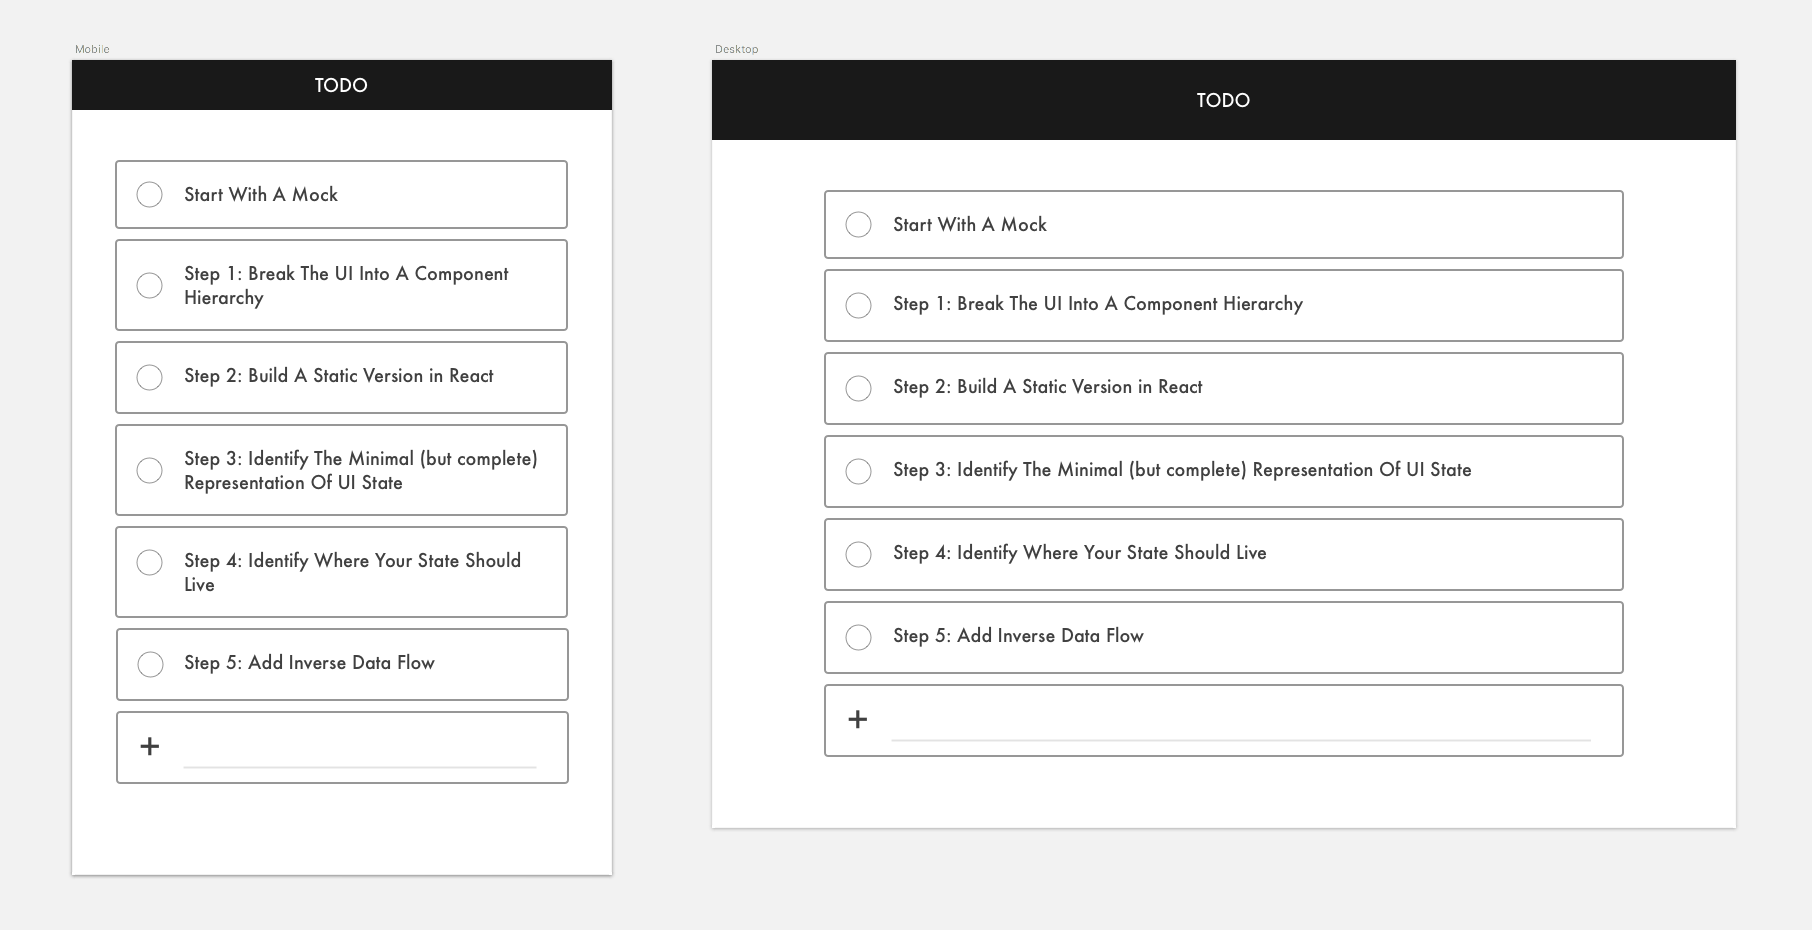 Mobile
TODO
Start With A Mock
Step 1: Break The UI Into A Component
Hierarchy
Step 2: Build A Static Version in React
Step 3: Identify The Minimal (but complete)
Representation Of UI State
Step 4: Identify Where Your State Should
Live
Step 5: Add Inverse Data Flow
+
Desktop
TODO
Start With A Mock
Step 1: Break The UI Into A Component Hierarchy
Step 2: Build A Static Version in React
Step 3: Identify The Minimal (but complete) Representation Of UI State
Step 4: Identify Where Your State Should Live
Step 5: Add Inverse Data Flow
+